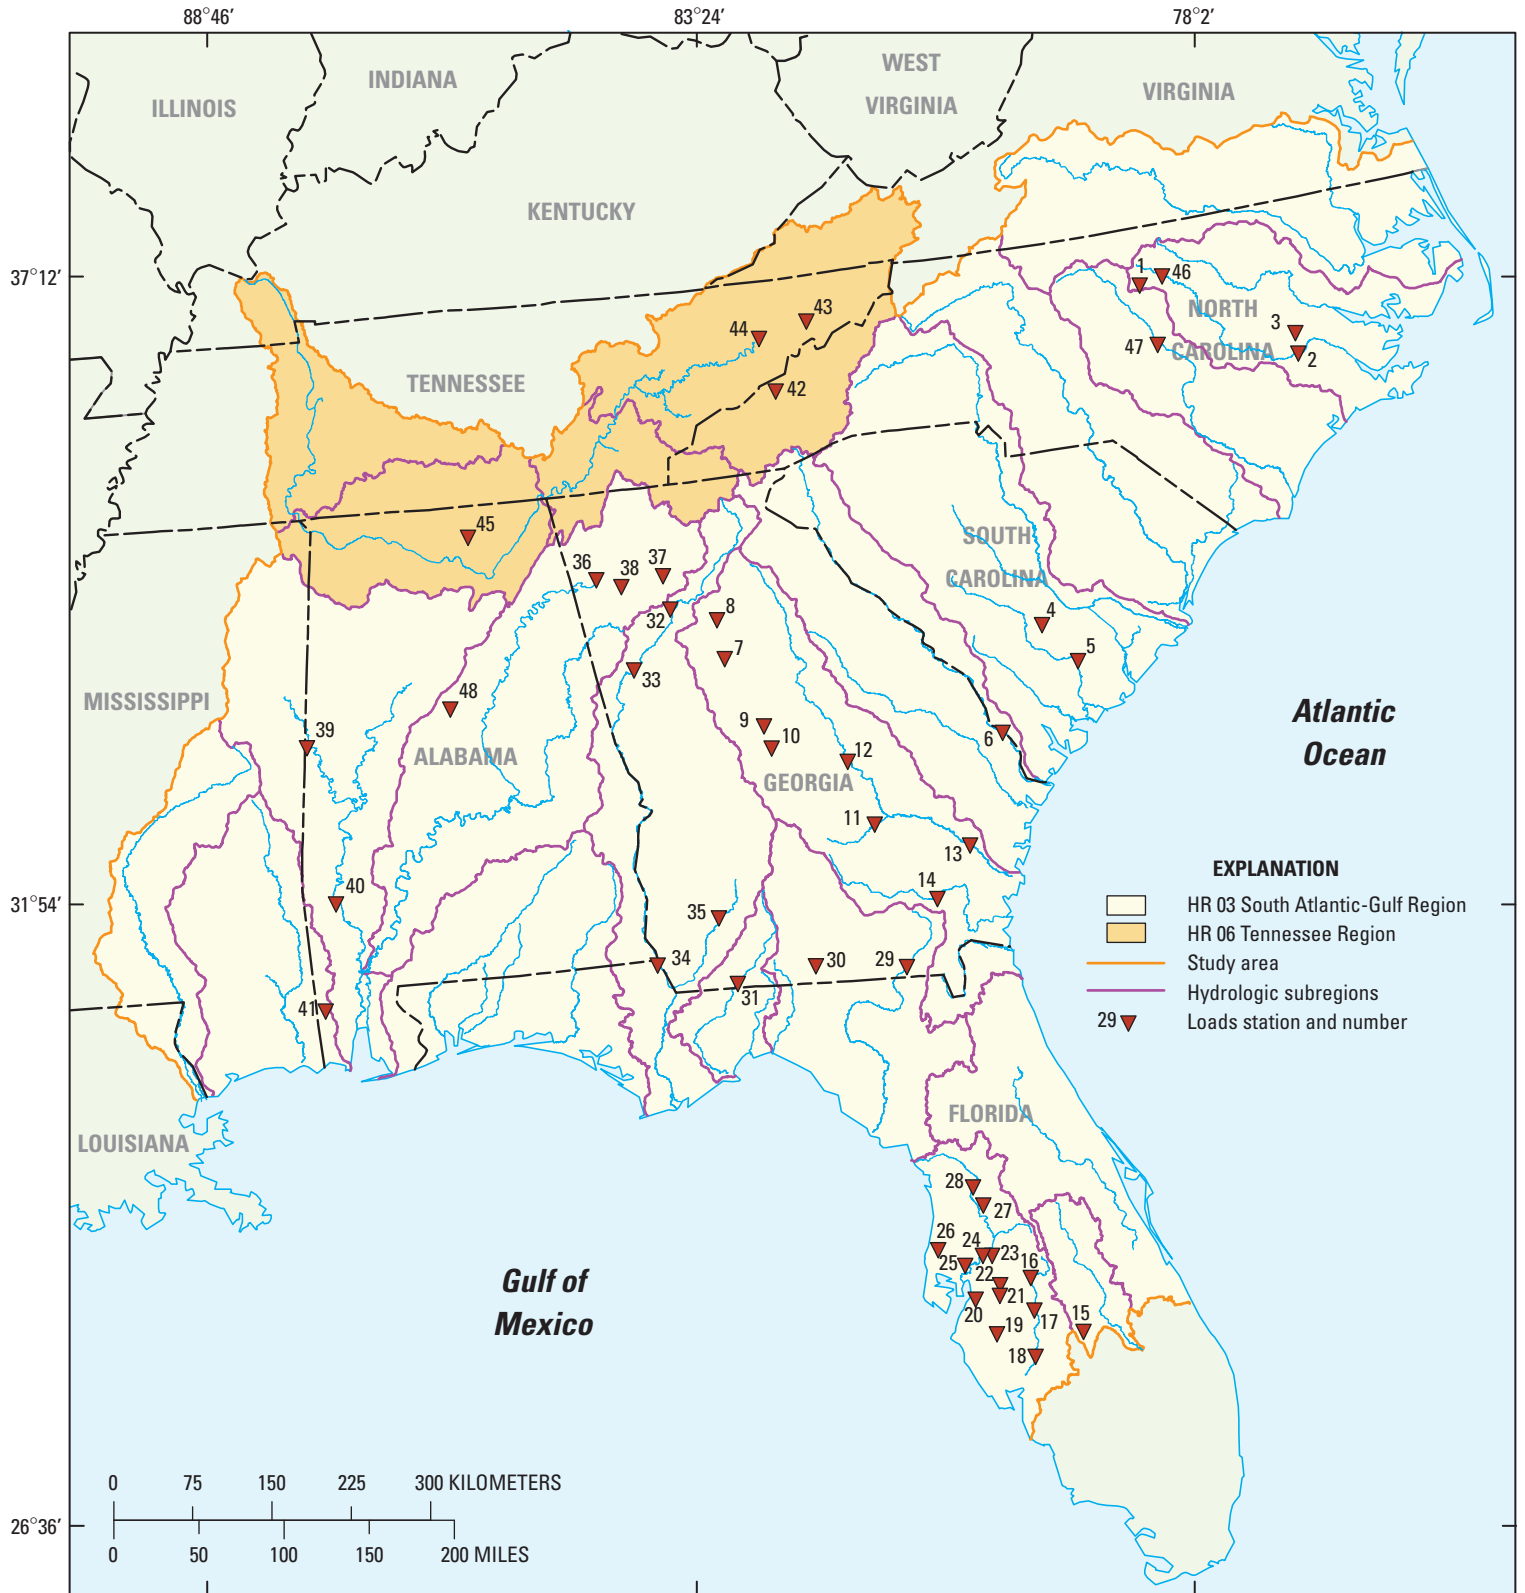 88°46′
83°24′
78°2′
INDIANA
ILLINOIS
WEST
VIRGINIA
VIRGINIA
KENTUCKY
37°12′
1
46
NORTH
CAROLINA
3
2
47
43
44
42
TENNESSEE
45
SOUTH
CAROLINA
36
38
37
32
8
7
33
4
5
6
MISSISSIPPI
48
39
ALABAMA
9
10
12
GEORGIA
11
13
14
Atlantic
Ocean
40
35
34
30
29
31
41
31°54′
EXPLANATION
HR 03 South Atlantic-Gulf Region
HR 06 Tennessee Region
Study area
Hydrologic subregions
29 Loads station and number
FLORIDA
LOUISIANA
28
27
26
24
23
25
22
16
21
20
17
15
19
18
Gulf of
Mexico
0 75 150 225 300 KILOMETERS
0 50 100 150 200 MILES
26°36′